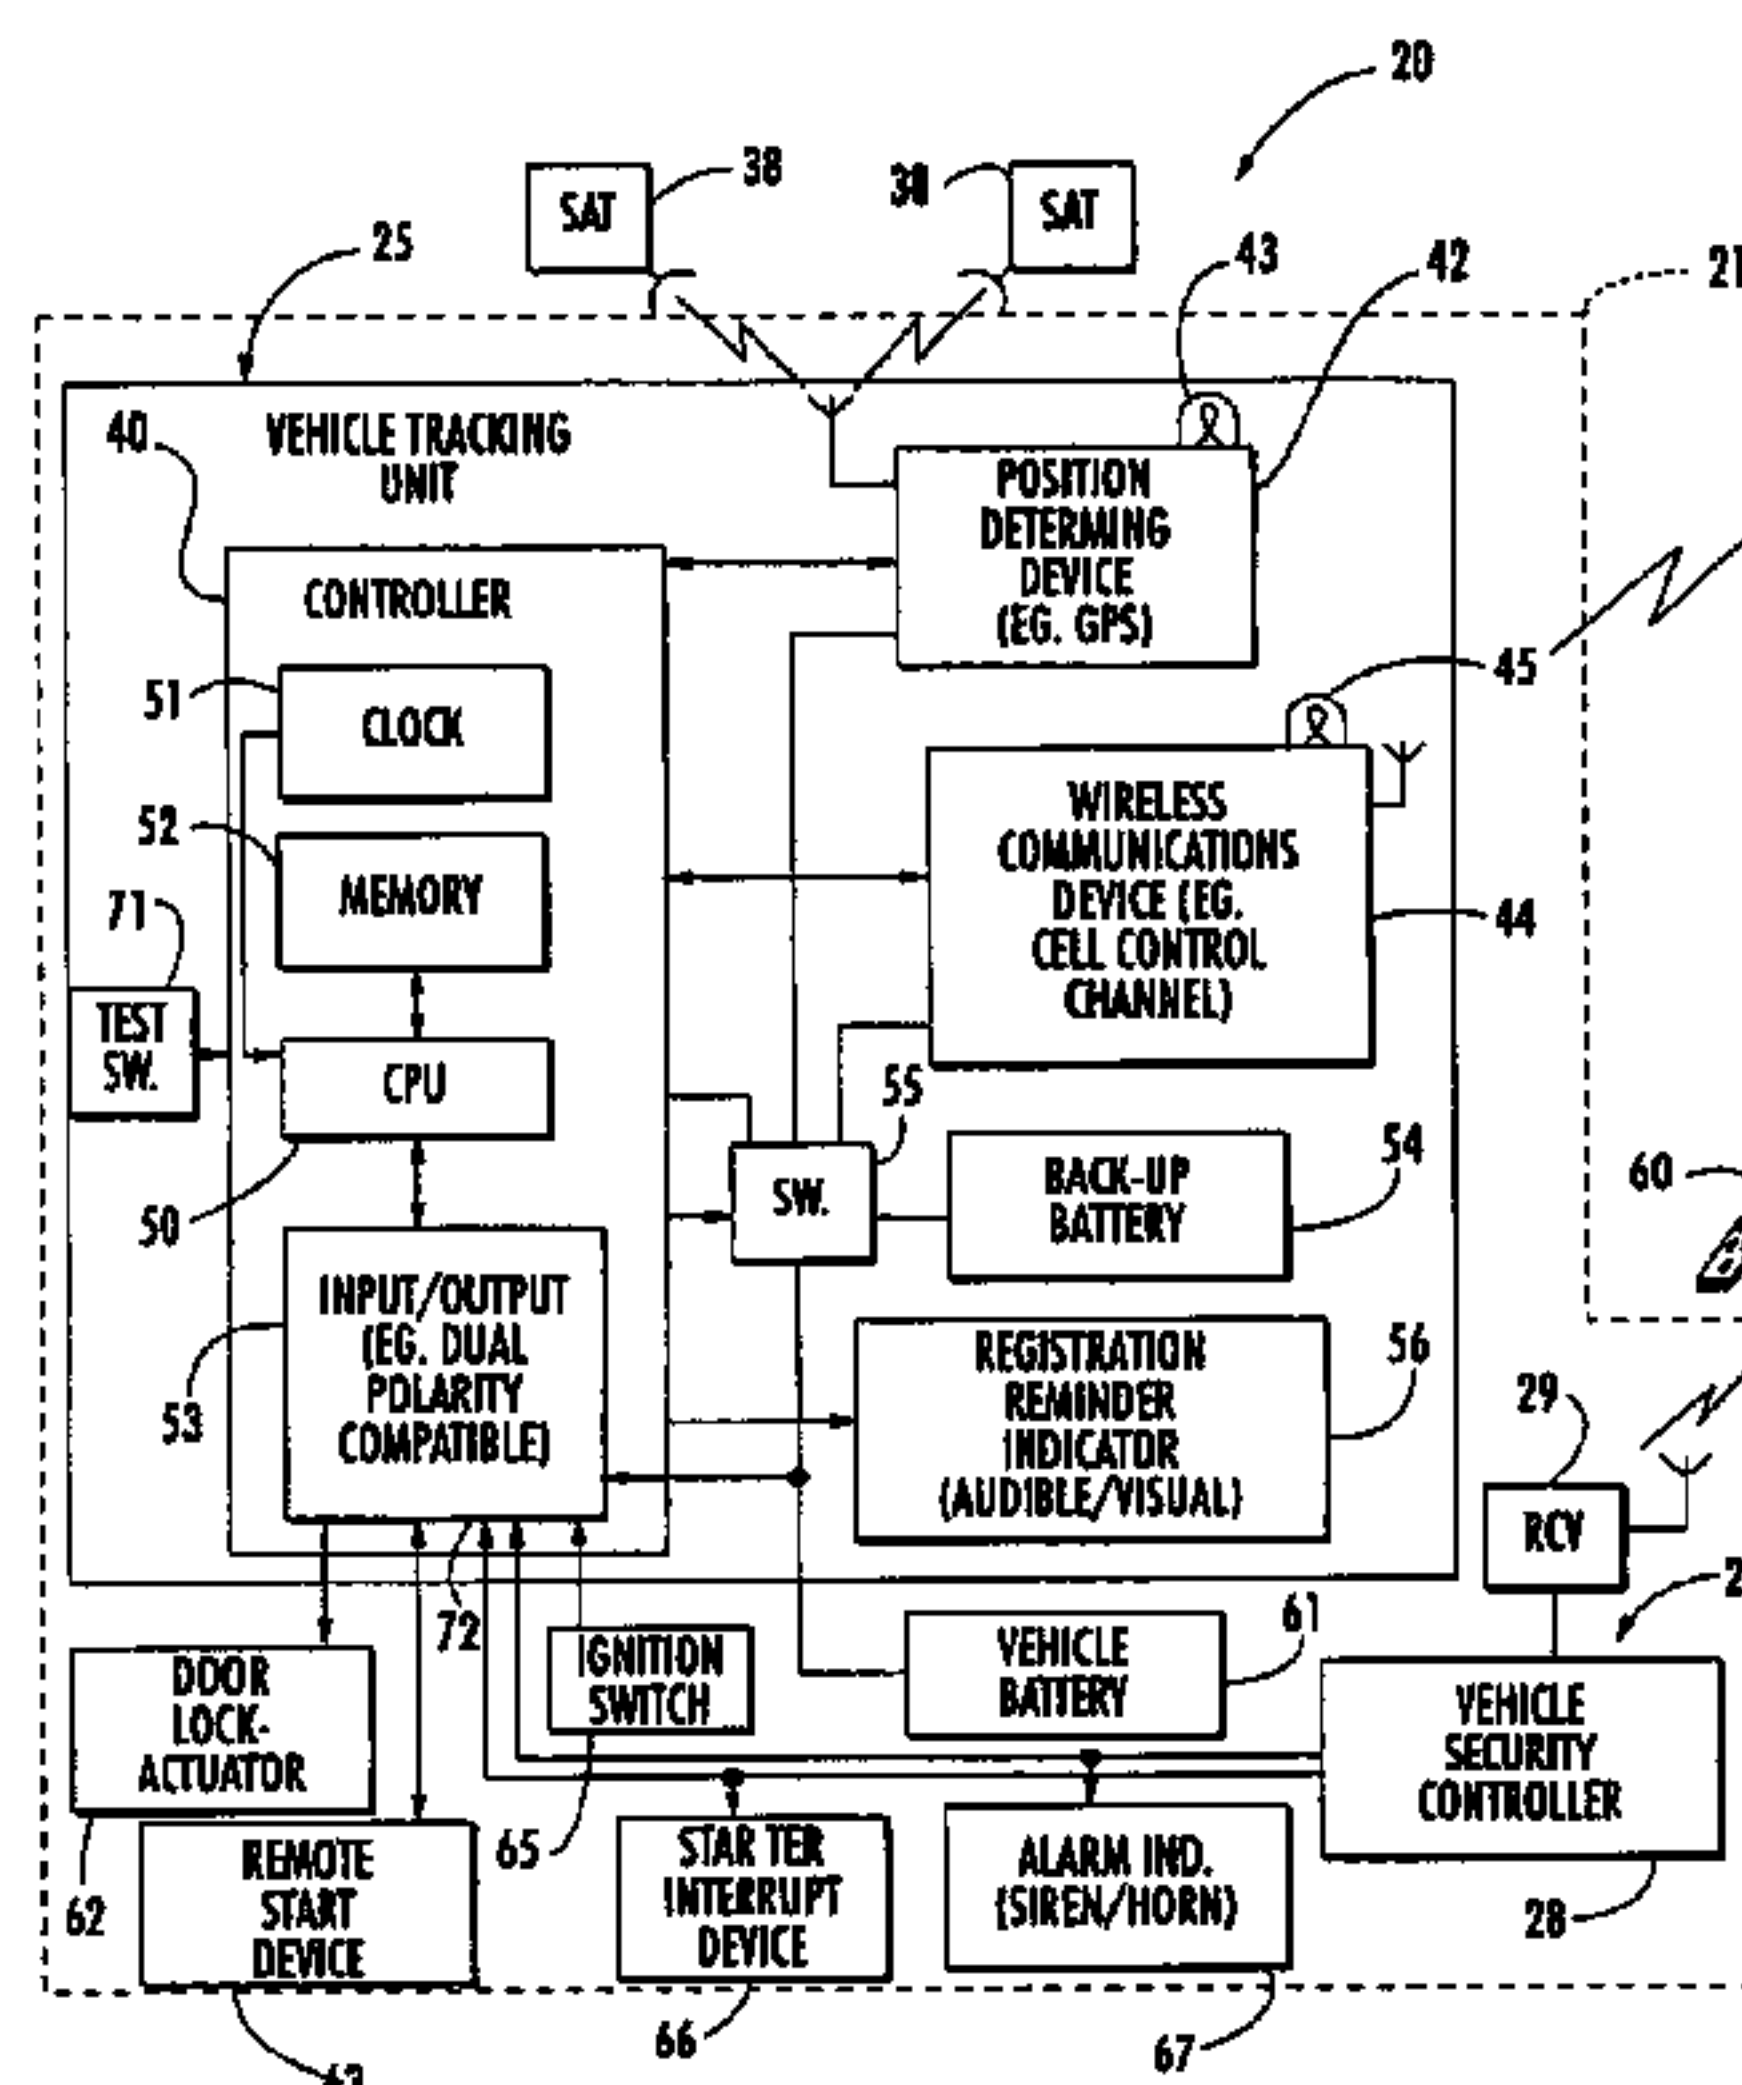 20
38
SAT
38
SAT
25
43
42
21
40
VEHICLE TRACKING
UNIT
POSITION
DETERMING
DEVICE
(EG. GPS)
CONTROLLER
45
51
CLOCK
WIRELESS
COMMUNICATIONS
DEVICE (EG.
CELL CONTROL
CHANNEL)
52
MEMORY
71
44
TEST
SW.
CPU
55
54
BACK-UP
BATTERY
60
SW.
50
INPUT/OUTPUT
(EG. DUAL
POLARITY
COMPATIBLE)
53
REGISTRATION
REMINDER
INDICATOR
(AUDIBLE/VISUAL)
56
29
RCV
72
61
IGNITION
SWITCH
VEHICLE
BATTERY
DOOR
LOCK-
ACTUATOR
VEHICLE
SECURITY
CONTROLLER
65
62
REMOTE
START
DEVICE
STAR TER
INTERRUPT
DEVICE
ALARM IND.
(SIREN/HORN)
28
66
67